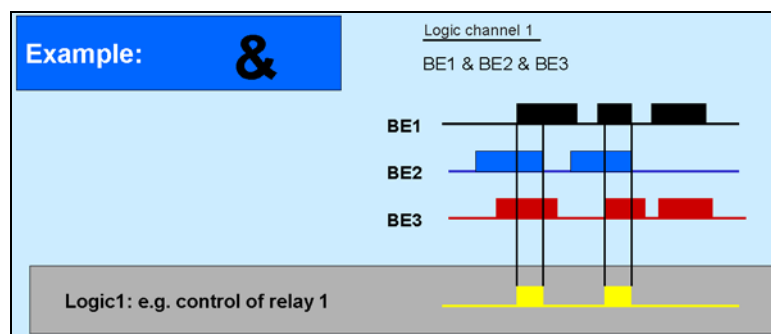 Example: &
Logic channel 1
BE1 & BE2 & BE3
BE1
BE2
BE3
Logic1: e.g. control of relay 1